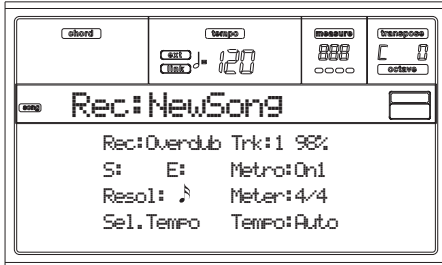 chord tempo measure transpose
ext ♩= 120 888 C 0
link octave
song Rec:NewSong
Rec:Overdub Trk:1 98%
S: E: Metro:On1
Resol: 𝅘𝅥𝅯 Meter:4/4
Sel.Tempo Tempo:Auto